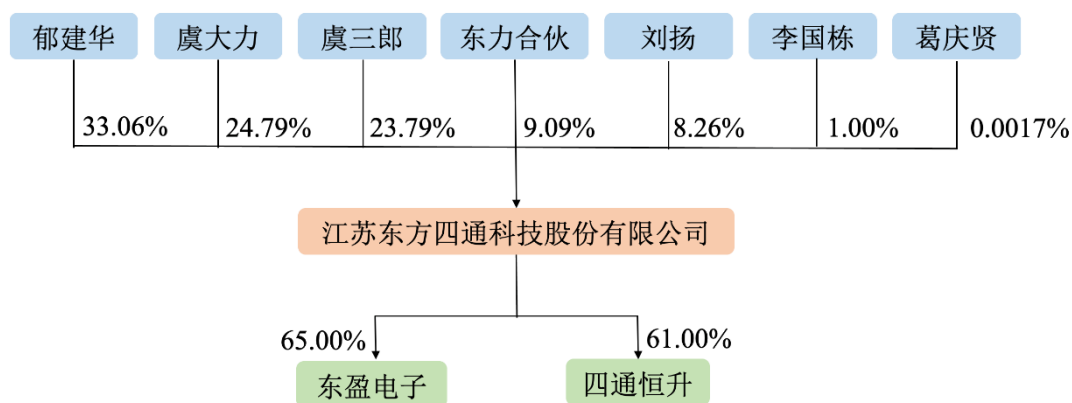 郁建华 虞大力 虞三郎 东力合伙 刘扬 李国栋 葛庆贤
33.06% 24.79% 23.79% 9.09% 8.26% 1.00% 0.0017%
江苏东方四通科技股份有限公司
65.00% 61.00%
东盈电子 四通恒升